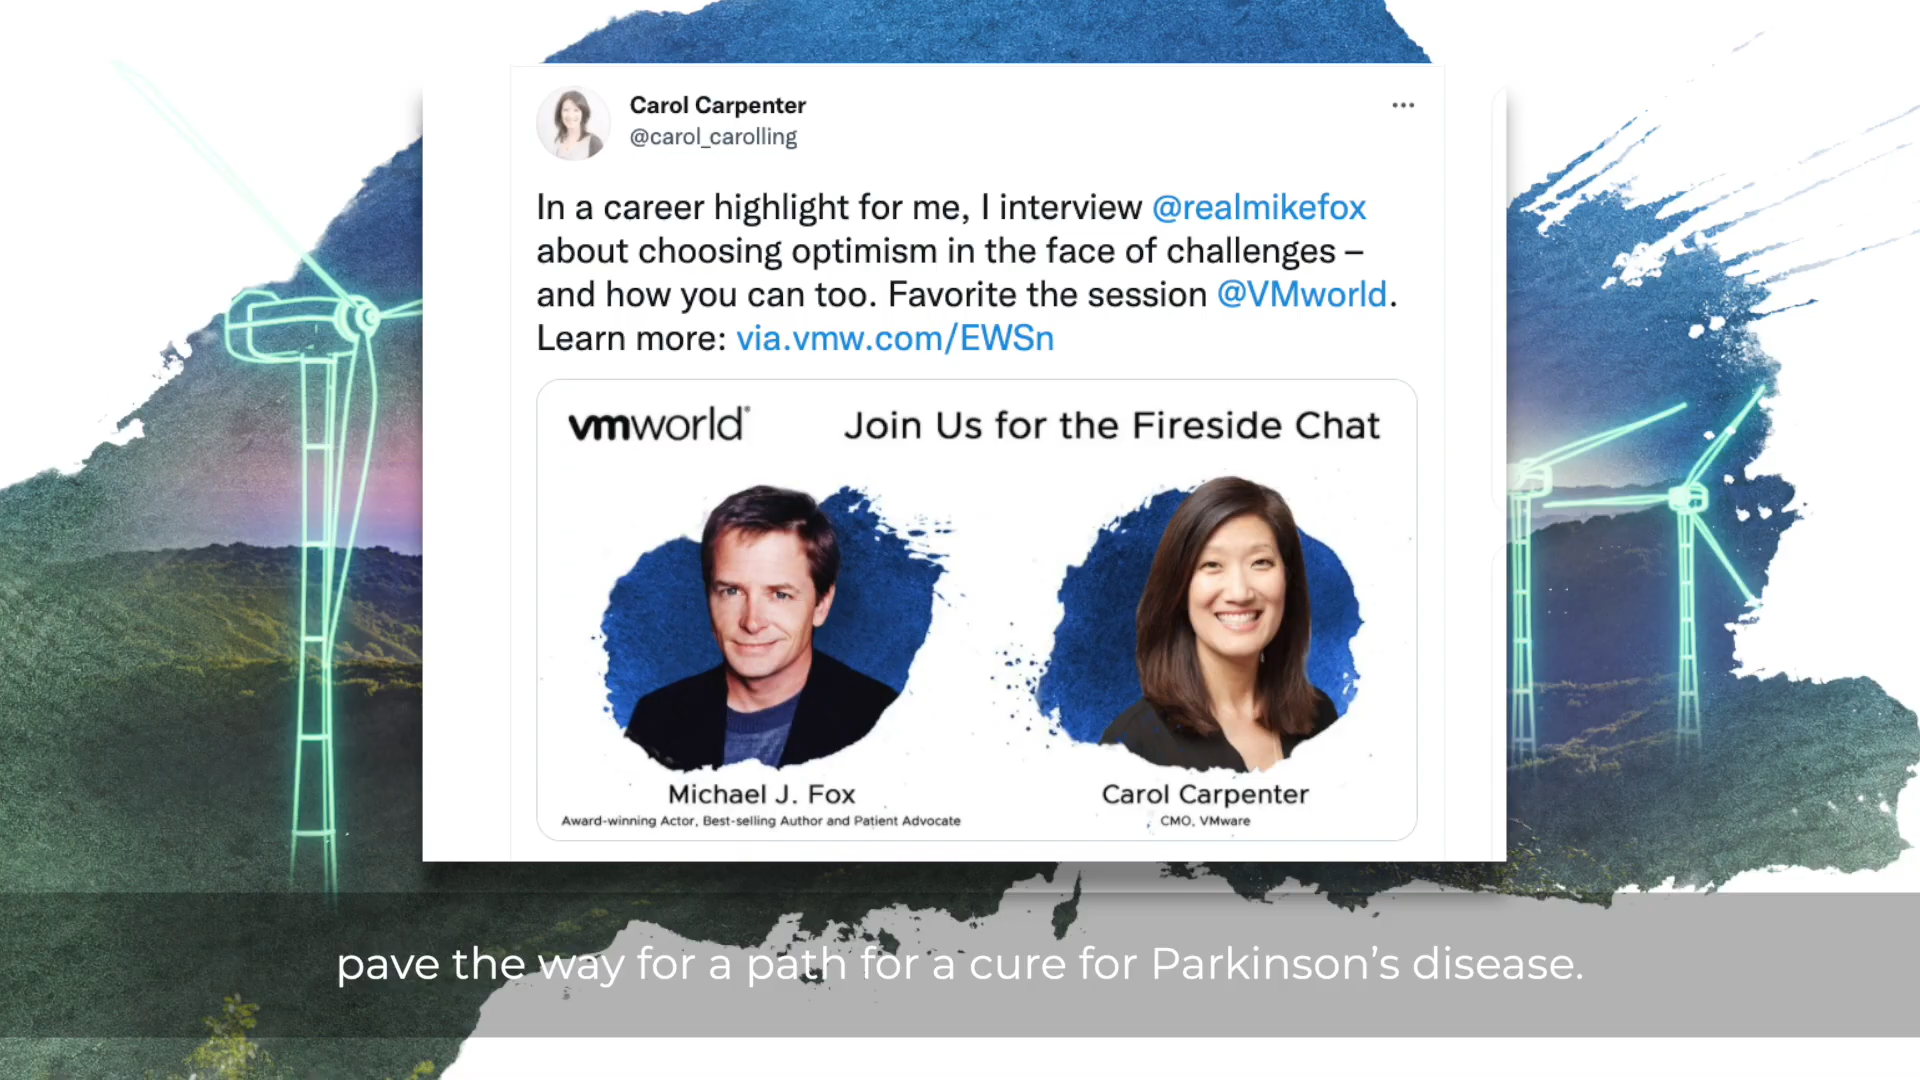 Carol Carpenter
@carol_carolling
In a career highlight for me, I interview @realmikefox
about choosing optimism in the face of challenges –
and how you can too. Favorite the session @VMworld.
Learn more: via.vmw.com/EWSn
vmworld®
Join Us for the Fireside Chat
Michael J. Fox
Award-winning Actor, Best-selling Author and Patient Advocate
Carol Carpenter
CMO, VMware
pave the way for a path for a cure for Parkinson’s disease.